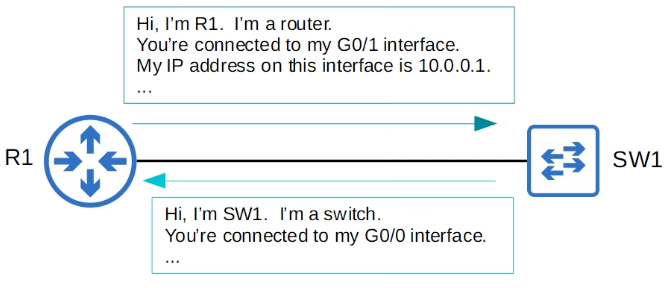 Hi, I'm R1.  I'm a router.
You're connected to my G0/1 interface.
My IP address on this interface is 10.0.0.1.
...
R1
SW1
Hi, I'm SW1.  I'm a switch.
You're connected to my G0/0 interface.
...